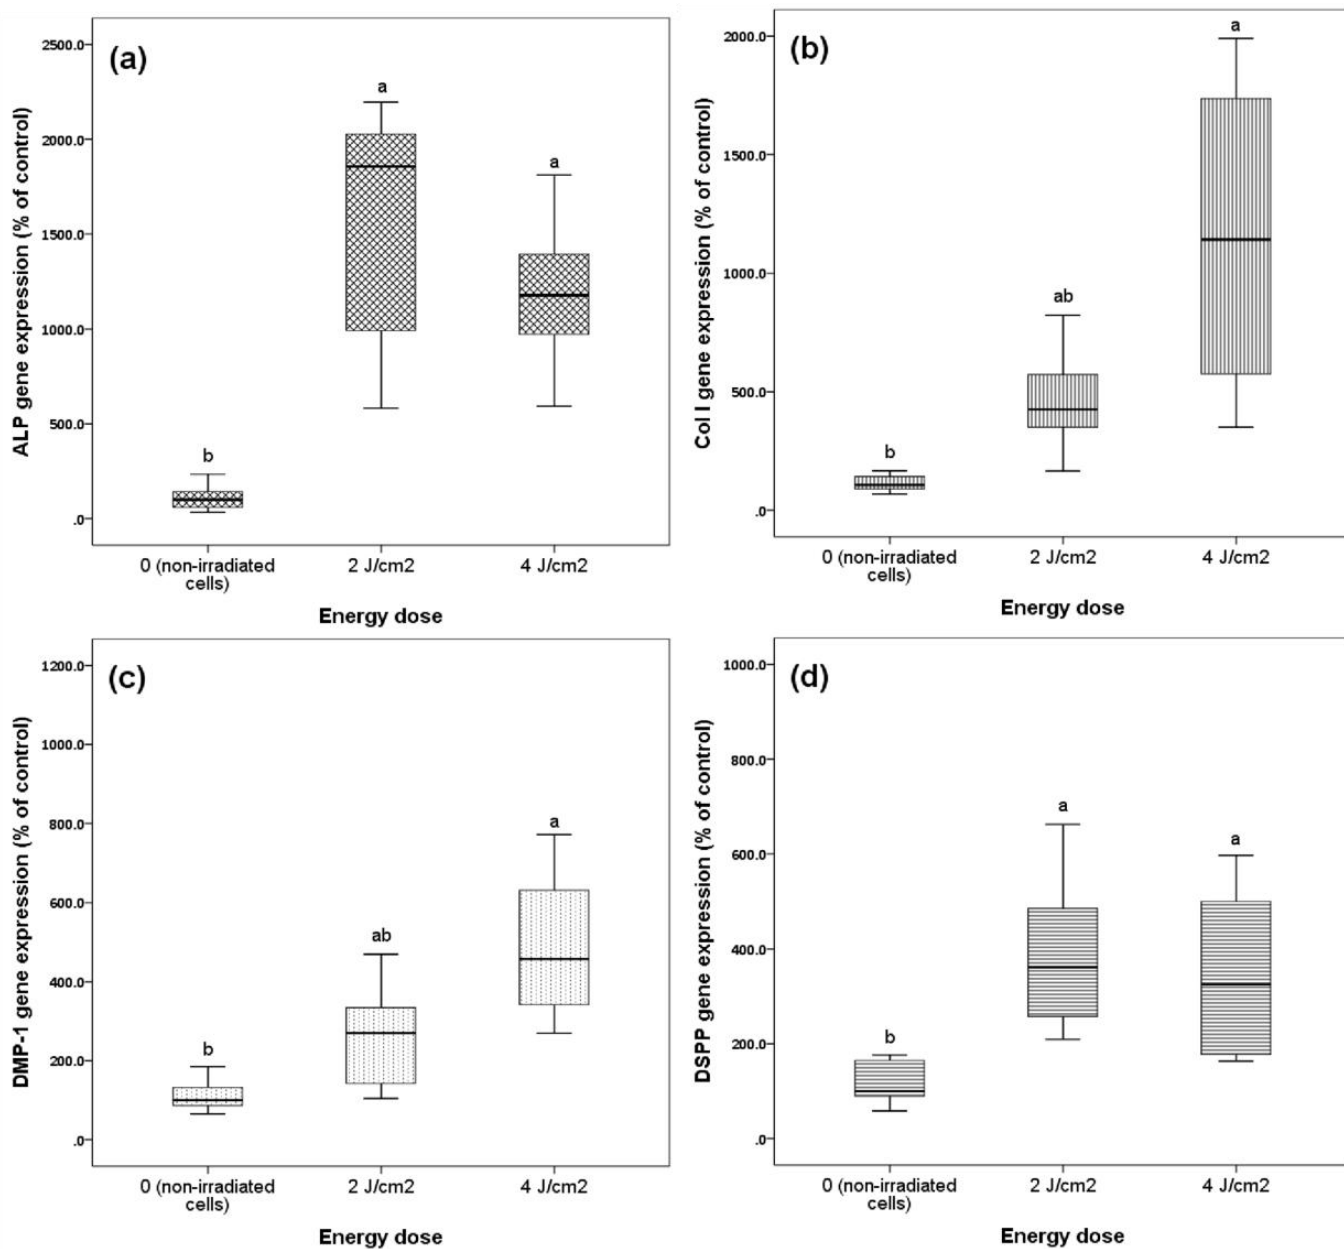 (a)
ALP gene expression (% of control)
2500.0
2000.0
1500.0
1000.0
500.0
.0
b
a
a
0 (non-irradiated
cells)
2 J/cm2
4 J/cm2
Energy dose
(b)
Col I gene expression (% of control)
2000.0
1500.0
1000.0
500.0
.0
b
ab
a
0 (non-irradiated
cells)
2 J/cm2
4 J/cm2
Energy dose
(c)
DMP-1 gene expression (% of control)
1200.0
1000.0
800.0
600.0
400.0
200.0
.0
b
ab
a
0 (non-irradiated
cells)
2 J/cm2
4 J/cm2
Energy dose
(d)
DSPP gene expression (% of control)
1000.0
800.0
600.0
400.0
200.0
.0
b
a
a
0 (non-irradiated
cells)
2 J/cm2
4 J/cm2
Energy dose